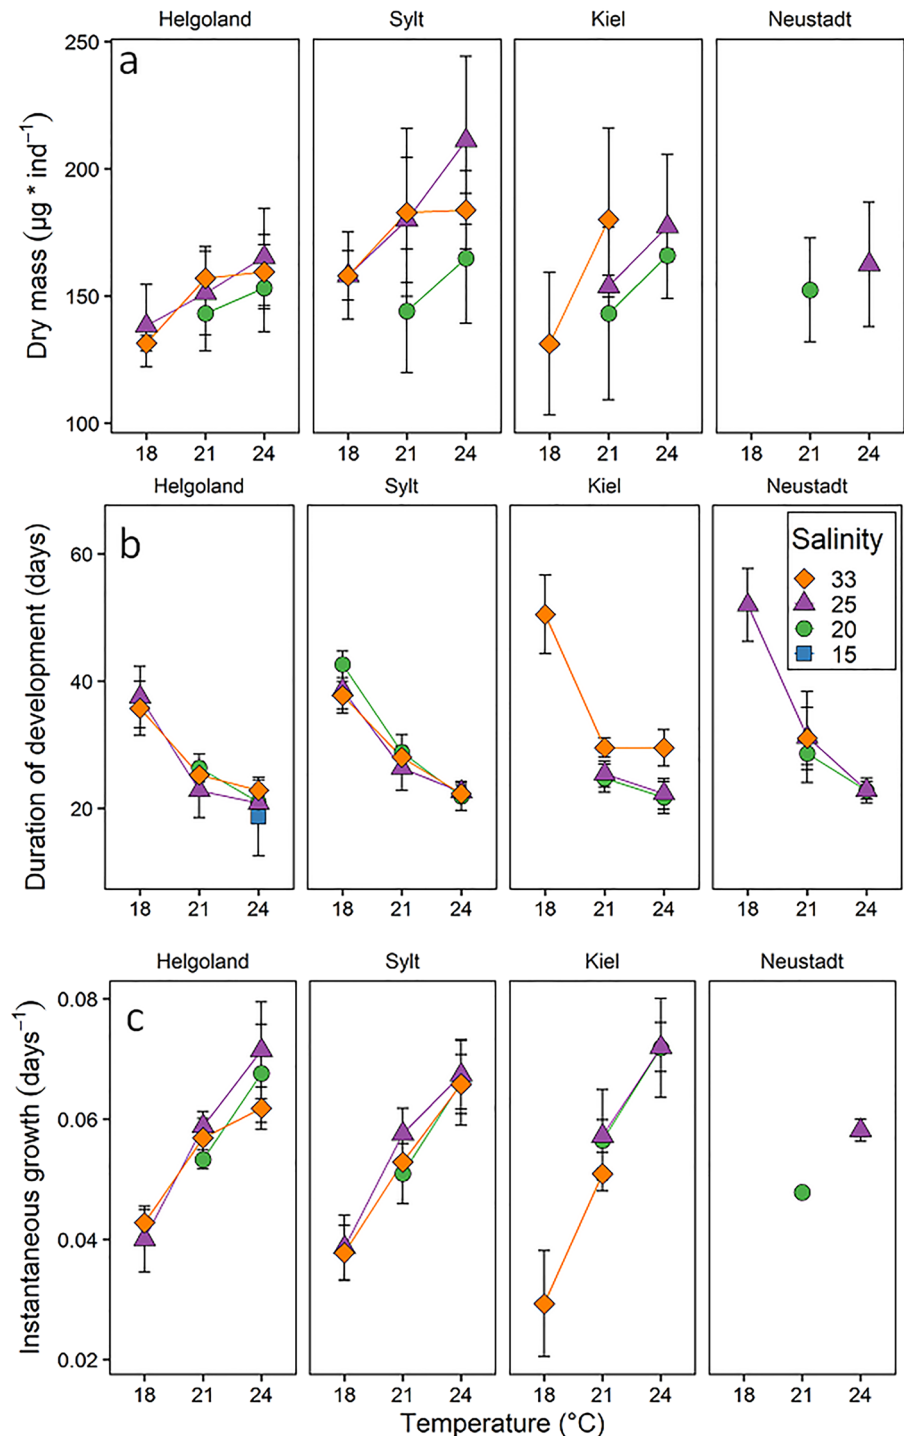 Helgoland Sylt Kiel Neustadt
a
Dry mass (µg * ind⁻¹)
250
200
150
100
18 21 24 18 21 24 18 21 24 18 21 24
Helgoland Sylt Kiel Neustadt
b
Duration of development (days)
60
40
20
Salinity
33
25
20
15
18 21 24 18 21 24 18 21 24 18 21 24
Helgoland Sylt Kiel Neustadt
c
Instantaneous growth (days⁻¹)
0.08
0.06
0.04
0.02
18 21 24 18 21 24 18 21 24 18 21 24
Temperature (°C)